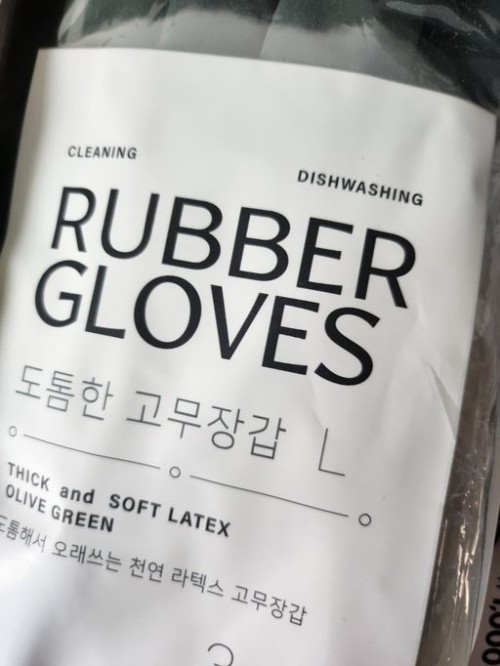 CLEANING
DISHWASHING
RUBBER
GLOVES
도톰한 고무장갑 L
THICK and SOFT LATEX
OLIVE GREEN
도톰해서 오래쓰는 천연 라텍스 고무장갑